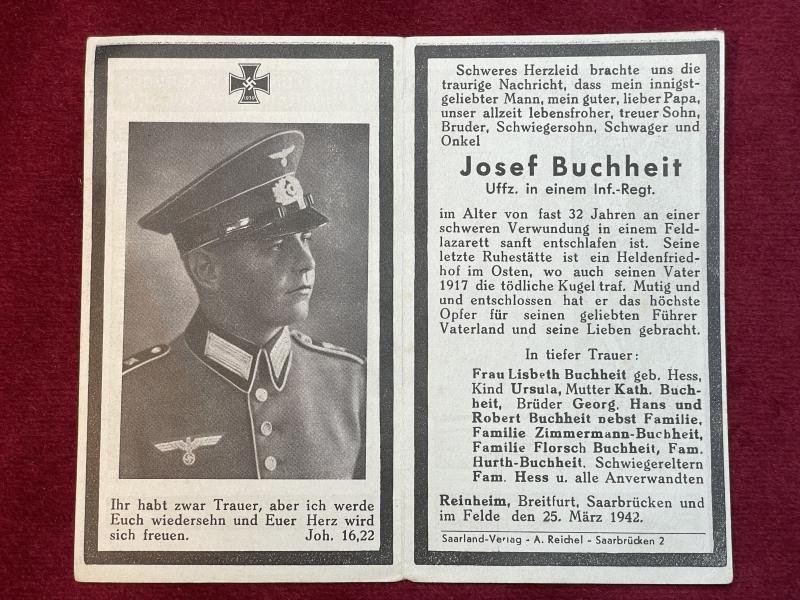 1939
Ihr habt zwar Trauer, aber ich werde
Euch wiedersehn und Euer Herz wird
sich freuen. Joh. 16,22
Schweres Herzleid brachte uns die
traurige Nachricht, dass mein innigst-
geliebter Mann, mein guter, lieber Papa,
unser allzeit lebensfroher, treuer Sohn,
Bruder, Schwiegersohn, Schwager und
Onkel
Josef Buchheit
Uffz. in einem Inf.-Regt.
im Alter von fast 32 Jahren an einer
schweren Verwundung in einem Feld-
lazarett sanft entschlafen ist. Seine
letzte Ruhestätte ist ein Heldenfried-
hof im Osten, wo auch seinen Vater
1917 die tödliche Kugel traf. Mutig und
und entschlossen hat er das höchste
Opfer für seinen geliebten Führer
Vaterland und seine Lieben gebracht.
In tiefer Trauer:
Frau Lisbeth Buchheit geb. Hess,
Kind Ursula, Mutter Kath. Buch-
heit, Brüder Georg, Hans und
Robert Buchheit nebst Familie,
Familie Zimmermann-Buchheit,
Familie Florsch Buchheit, Fam.
Hurth-Buchheit, Schwiegereltern
Fam. Hess u. alle Anverwandten
Reinheim, Breitfurt, Saarbrücken und
im Felde den 25. März 1942.
Saarland-Verlag - A. Reichel - Saarbrücken 2